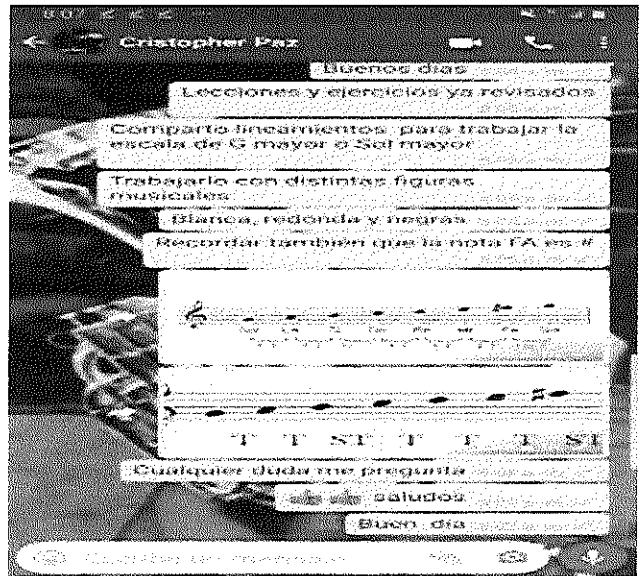 8:07
Cristopher Paz
Buenos días
Lecciones y ejercicios ya revisados
Comparto lineamientos para trabajar la
escala de G mayor o Sol mayor
Trabajarlo con distintas figuras
musicales
Blanca, redonda y negras
Recordar también que la nota FA es #
T T ST T T T ST
Cualquier duda me pregunta
saludos
Buen día